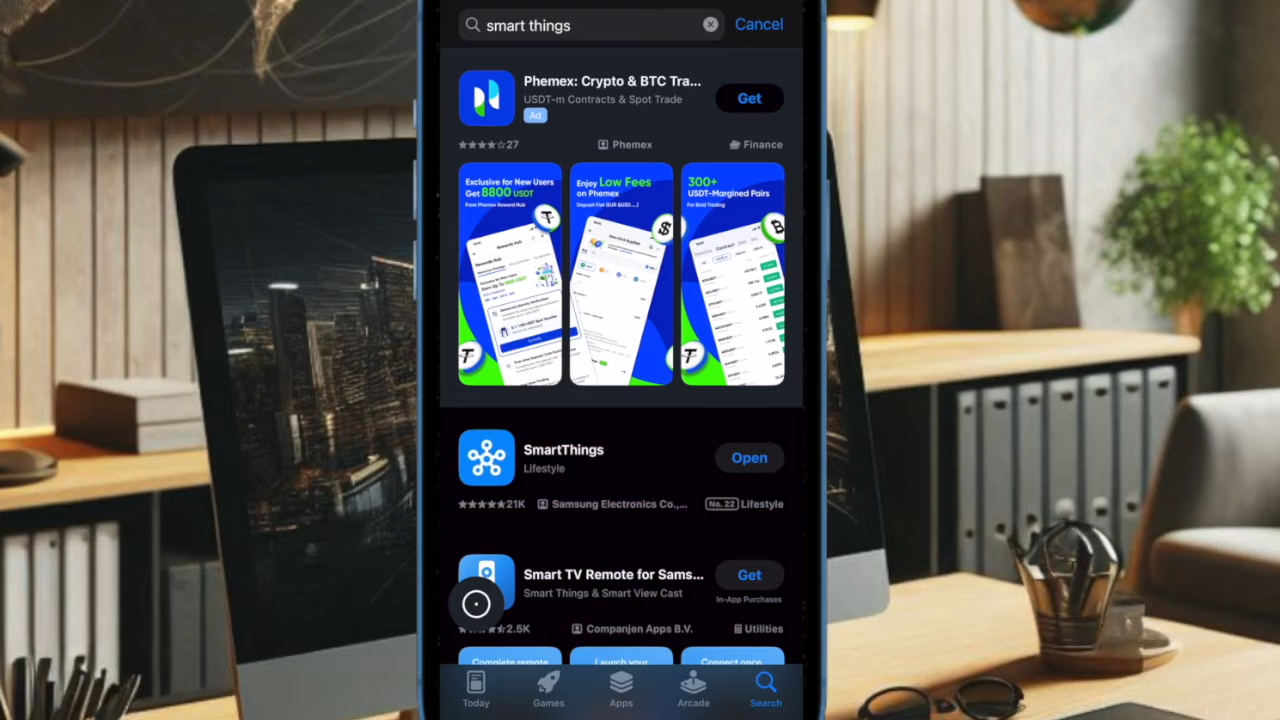 smart things
Cancel
Phemex: Crypto & BTC Tra...
USDT-m Contracts & Spot Trade
Ad
Get
27
Phemex
Finance
Exclusive for New Users
Get 8800 USDT
From Phemex Reward Hub
Enjoy Low Fees
on Phemex
300+
USDT-Margined Pairs
For Bold Trading
Rewards Hub
SmartThings
Lifestyle
Open
21K
Samsung Electronics Co.,...
No. 22 Lifestyle
Smart TV Remote for Sams...
Smart Things & Smart View Cast
Get
In-App Purchases
2.5K
Companjen Apps B.V.
Utilities
Complete remote
Launch your
Connect once
Today
Games
Apps
Arcade
Search